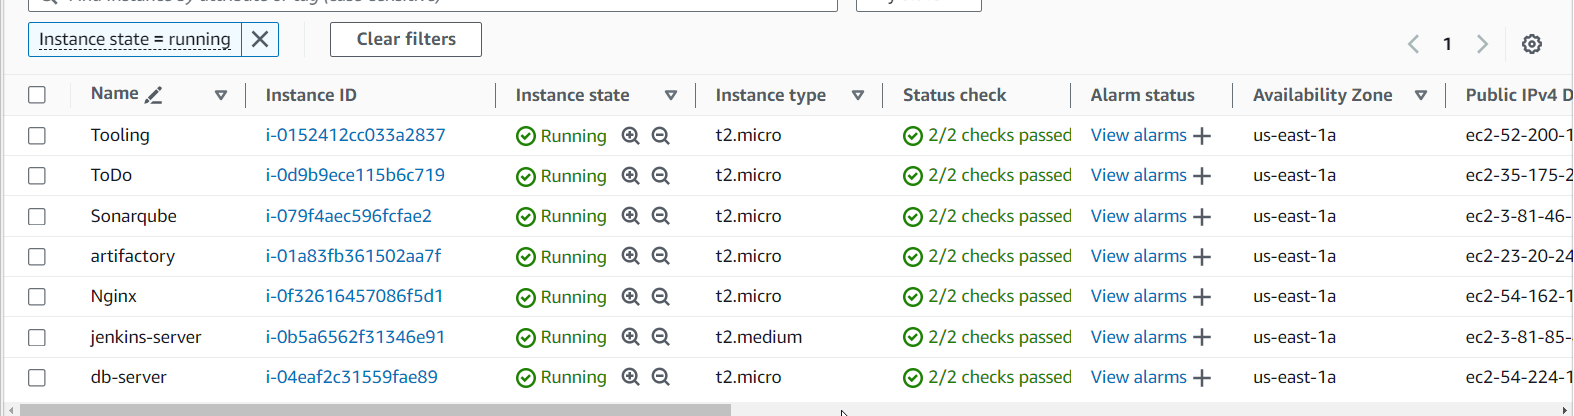 Instance state = running
Clear filters
1
Name Instance ID Instance state Instance type Status check Alarm status Availability Zone Public IPv4 D
Tooling i-0152412cc033a2837 Running t2.micro 2/2 checks passed View alarms + us-east-1a ec2-52-200-1
ToDo i-0d9b9ece115b6c719 Running t2.micro 2/2 checks passed View alarms + us-east-1a ec2-35-175-2
Sonarqube i-079f4aec596fcfae2 Running t2.micro 2/2 checks passed View alarms + us-east-1a ec2-3-81-46-
artifactory i-01a83fb361502aa7f Running t2.micro 2/2 checks passed View alarms + us-east-1a ec2-23-20-24
Nginx i-0f32616457086f5d1 Running t2.micro 2/2 checks passed View alarms + us-east-1a ec2-54-162-1
jenkins-server i-0b5a6562f31346e91 Running t2.medium 2/2 checks passed View alarms + us-east-1a ec2-3-81-85-
db-server i-04eaf2c31559fae89 Running t2.micro 2/2 checks passed View alarms + us-east-1a ec2-54-224-1